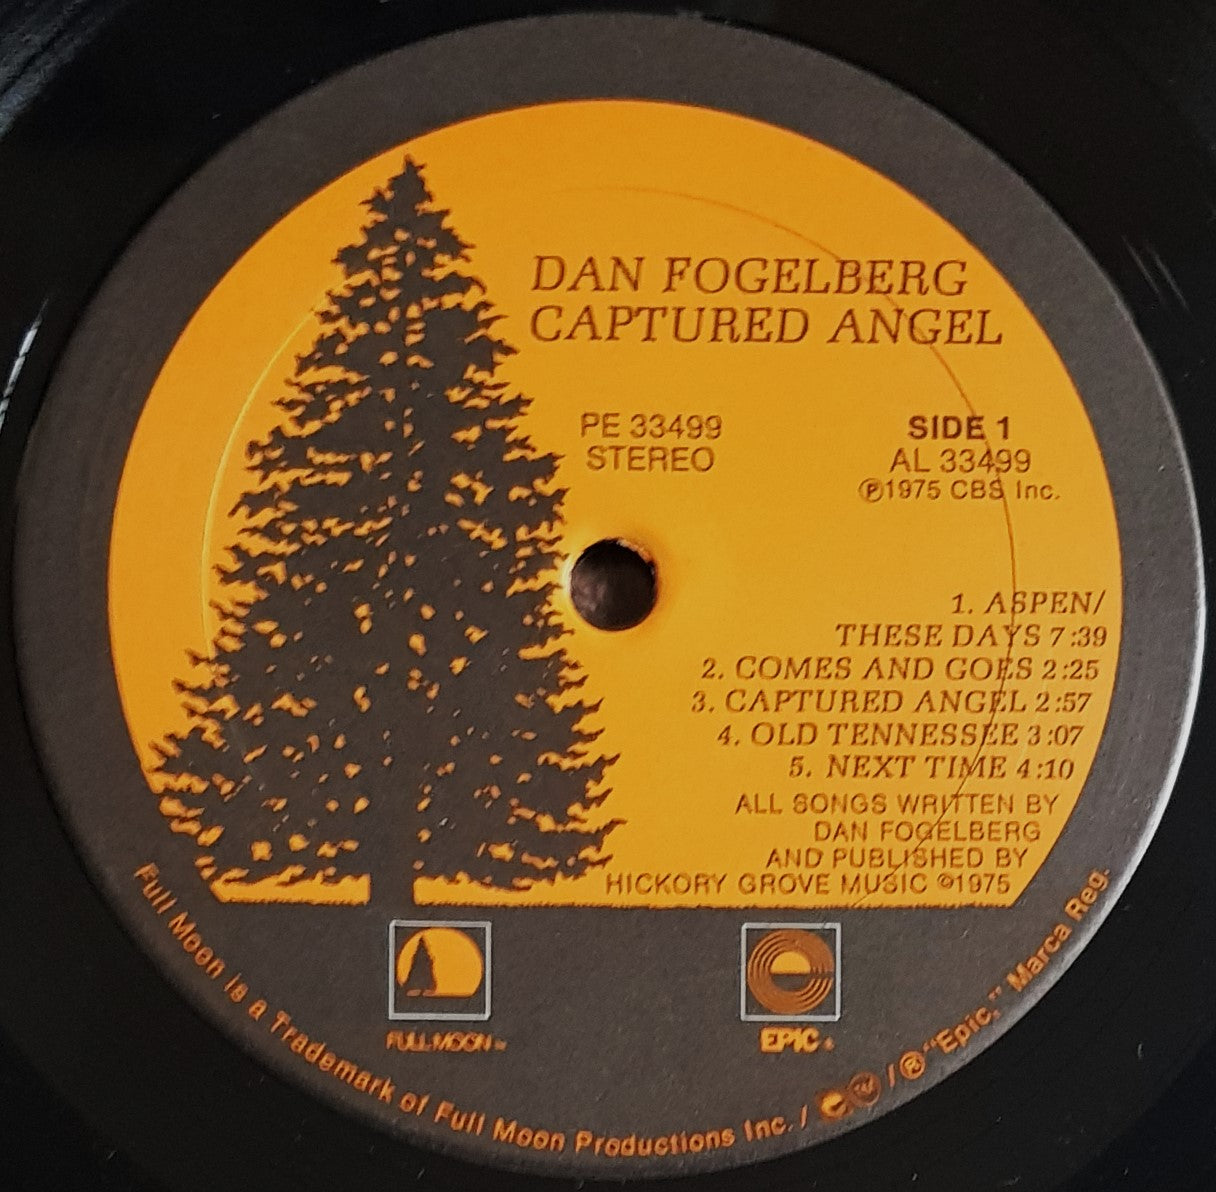 DAN FOGELBERG
CAPTURED ANGEL
PE 33499
STEREO
SIDE 1
AL 33499
℗1975 CBS Inc.
1. ASPEN/
THESE DAYS 7:39
2. COMES AND GOES 2:25
3. CAPTURED ANGEL 2:57
4. OLD TENNESSEE 3:07
5. NEXT TIME 4:10
ALL SONGS WRITTEN BY
DAN FOGELBERG
AND PUBLISHED BY
HICKORY GROVE MUSIC ©1975
FULL MOON™
EPIC®
Full Moon is a Trademark of Full Moon Productions Inc. / / ℗ "Epic," Marca Reg.